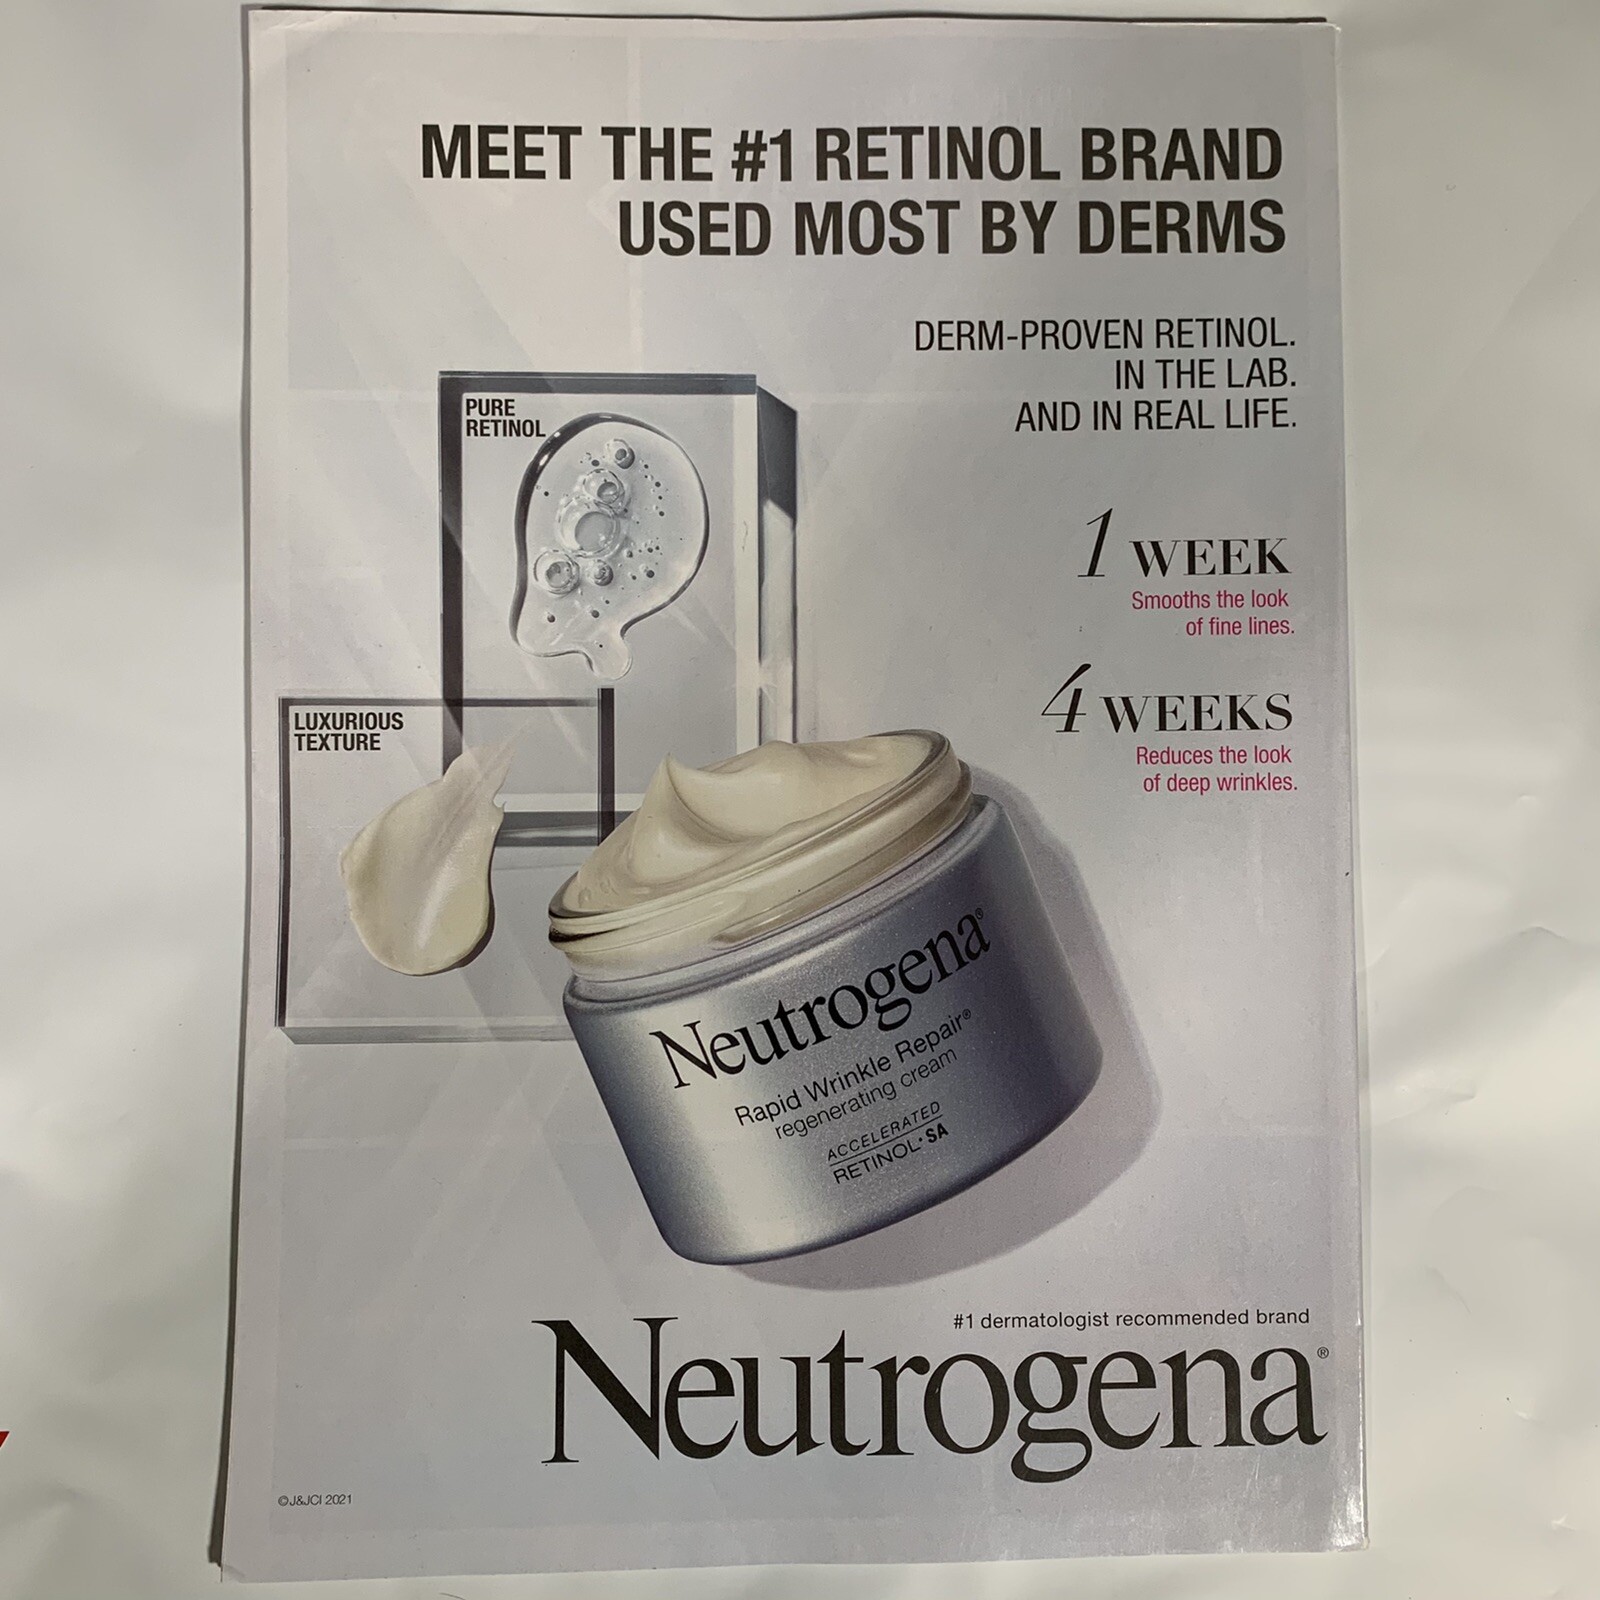 MEET THE #1 RETINOL BRAND
USED MOST BY DERMS
DERM-PROVEN RETINOL.
IN THE LAB.
AND IN REAL LIFE.
PURE
RETINOL
1 WEEK
Smooths the look
of fine lines.
4 WEEKS
Reduces the look
of deep wrinkles.
LUXURIOUS
TEXTURE
Neutrogena®
Rapid Wrinkle Repair®
regenerating cream
ACCELERATED
RETINOL·SA
#1 dermatologist recommended brand
Neutrogena®
©J&JCI 2021